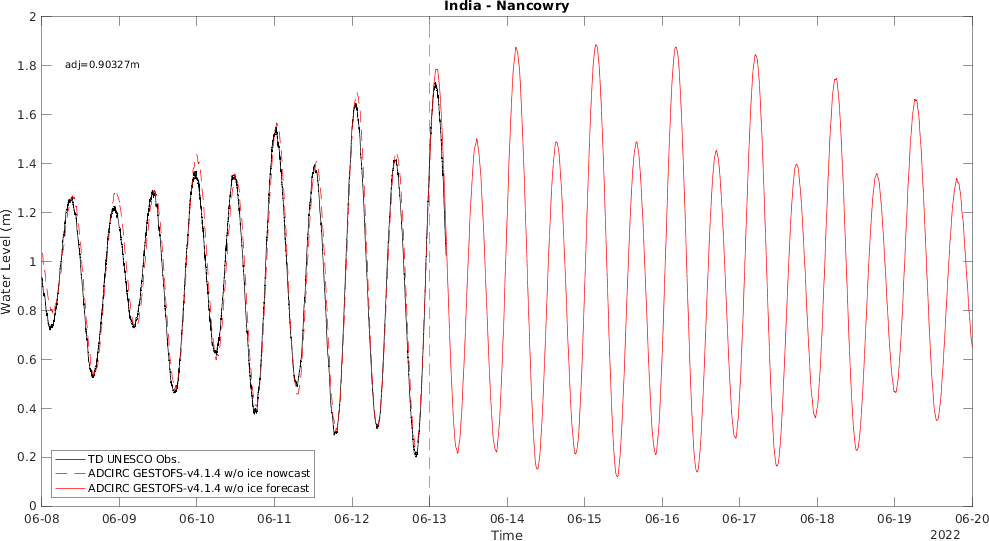 India - Nancowry
2
1.8
1.6
1.4
1.2
1
0.8
0.6
0.4
0.2
0
Water Level (m)
adj=0.90327m
TD UNESCO Obs.
ADCIRC GESTOFS-v4.1.4 w/o ice nowcast
ADCIRC GESTOFS-v4.1.4 w/o ice forecast
06-08 06-09 06-10 06-11 06-12 06-13 06-14 06-15 06-16 06-17 06-18 06-19 06-20
Time
2022